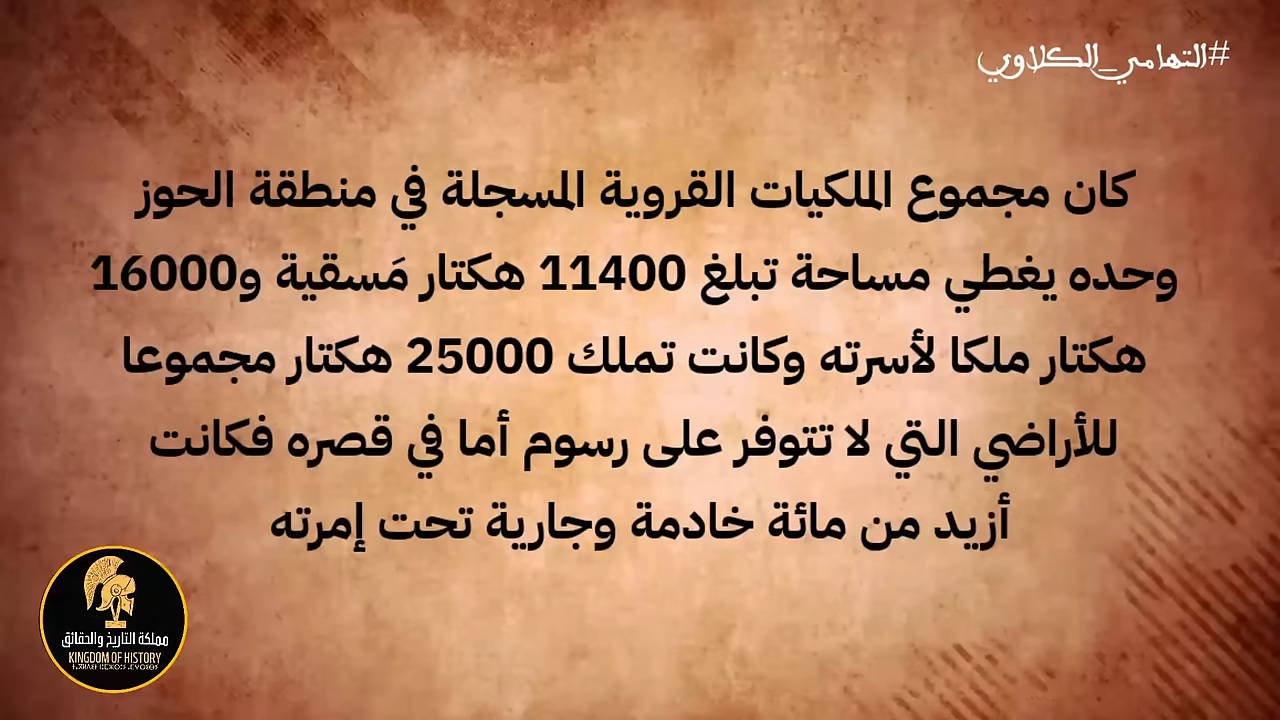 #التهامي_الكلاوي
كان مجموع الملكيات القروية المسجلة في منطقة الحوز
وحده يغطي مساحة تبلغ 11400 هكتار مَسقية و16000
هكتار ملكا لأسرته وكانت تملك 25000 هكتار مجموعا
للأراضي التي لا تتوفر على رسوم أما في قصره فكانت
أزيد من مائة خادمة وجارية تحت إمرته
مملكة التاريخ والحقائق
KINGDOM OF HISTORY